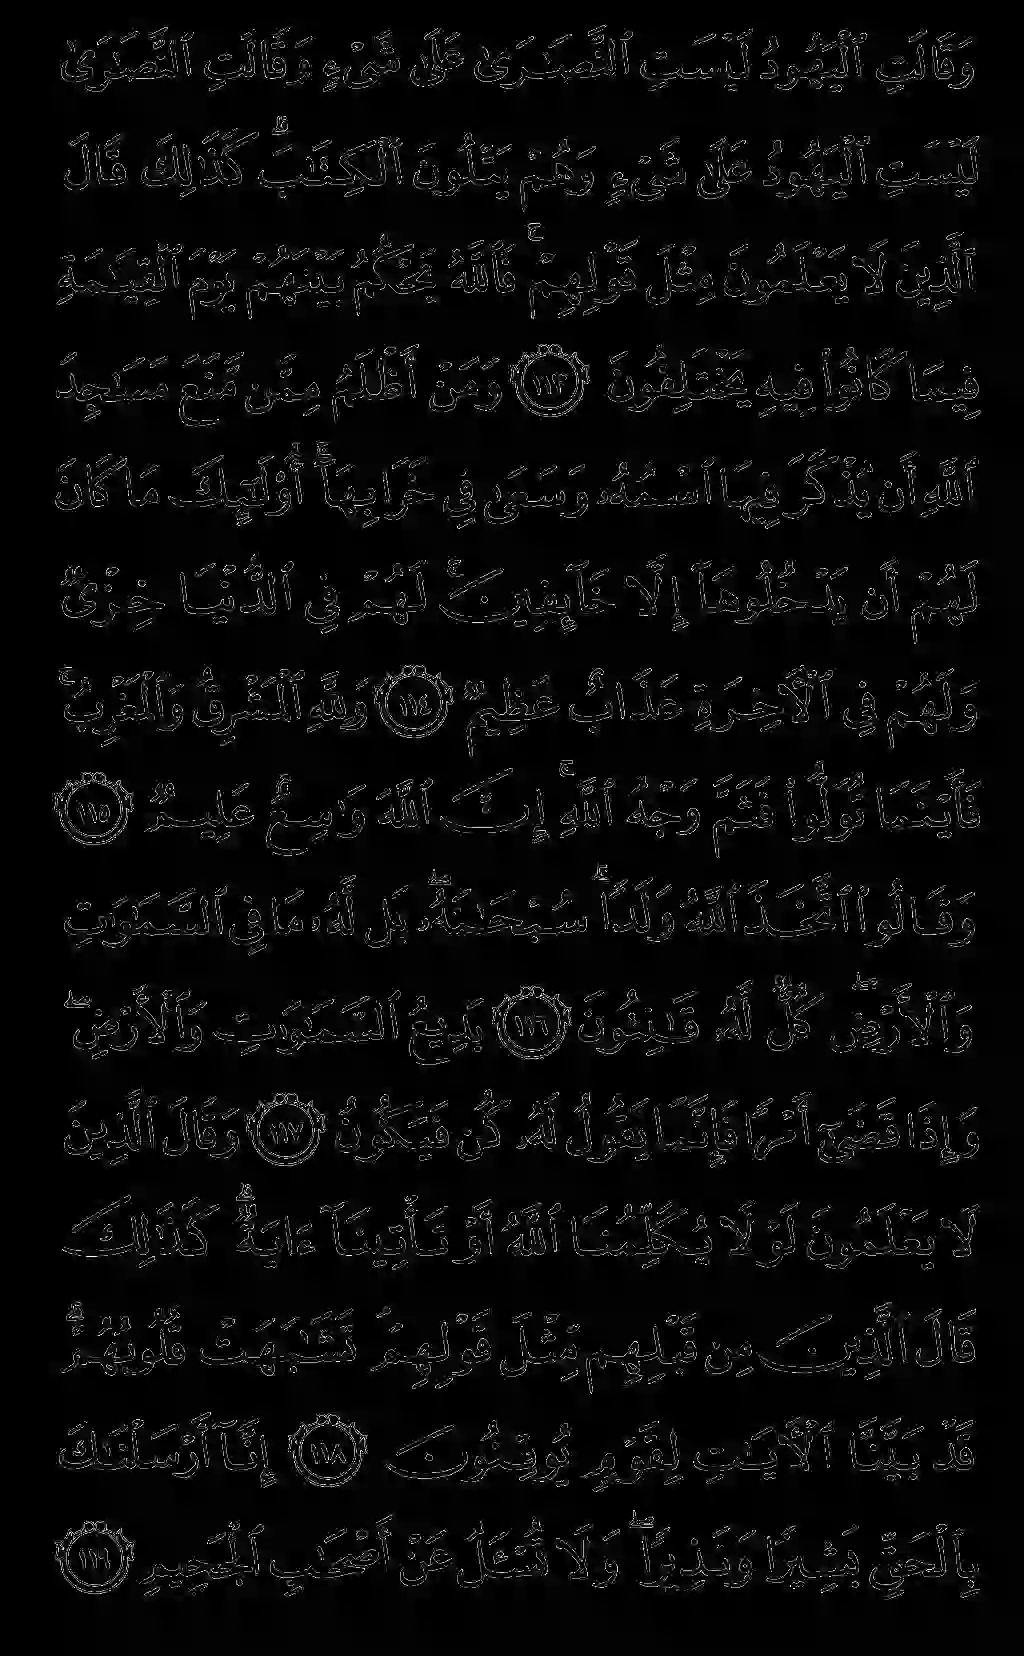 وَقَالَتِ ٱلْيَهُودُ لَيْسَتِ ٱلنَّصَـٰرَىٰ عَلَىٰ شَىْءٍ وَقَالَتِ ٱلنَّصَـٰرَىٰ
لَيْسَتِ ٱلْيَهُودُ عَلَىٰ شَىْءٍ وَهُمْ يَتْلُونَ ٱلْكِتَـٰبَ ۗ كَذَٰلِكَ قَالَ
ٱلَّذِينَ لَا يَعْلَمُونَ مِثْلَ قَوْلِهِمْ ۚ فَٱللَّهُ يَحْكُمُ بَيْنَهُمْ يَوْمَ ٱلْقِيَـٰمَةِ
فِيمَا كَانُوا۟ فِيهِ يَخْتَلِفُونَ ١١٣ وَمَنْ أَظْلَمُ مِمَّن مَّنَعَ مَسَـٰجِدَ
ٱللَّهِ أَن يُذْكَرَ فِيهَا ٱسْمُهُۥ وَسَعَىٰ فِى خَرَابِهَآ ۚ أُو۟لَـٰٓئِكَ مَا كَانَ
لَهُمْ أَن يَدْخُلُوهَآ إِلَّا خَآئِفِينَ ۚ لَهُمْ فِى ٱلدُّنْيَا خِزْىٌ
وَلَهُمْ فِى ٱلْـَٔاخِرَةِ عَذَابٌ عَظِيمٌ ١١٤ وَلِلَّهِ ٱلْمَشْرِقُ وَٱلْمَغْرِبُ ۚ
فَأَيْنَمَا تُوَلُّوا۟ فَثَمَّ وَجْهُ ٱللَّهِ ۚ إِنَّ ٱللَّهَ وَٰسِعٌ عَلِيمٌ ١١٥
وَقَالُوا۟ ٱتَّخَذَ ٱللَّهُ وَلَدًا ۗ سُبْحَـٰنَهُۥ ۖ بَل لَّهُۥ مَا فِى ٱلسَّمَـٰوَٰتِ
وَٱلْأَرْضِ ۖ كُلٌّ لَّهُۥ قَـٰنِتُونَ ١١٦ بَدِيعُ ٱلسَّمَـٰوَٰتِ وَٱلْأَرْضِ ۖ
وَإِذَا قَضَىٰٓ أَمْرًا فَإِنَّمَا يَقُولُ لَهُۥ كُن فَيَكُونُ ١١٧ وَقَالَ ٱلَّذِينَ
لَا يَعْلَمُونَ لَوْلَا يُكَلِّمُنَا ٱللَّهُ أَوْ تَأْتِينَآ ءَايَةٌ ۗ كَذَٰلِكَ
قَالَ ٱلَّذِينَ مِن قَبْلِهِم مِّثْلَ قَوْلِهِمْ ۘ تَشَـٰبَهَتْ قُلُوبُهُمْ ۗ
قَدْ بَيَّنَّا ٱلْـَٔايَـٰتِ لِقَوْمٍ يُوقِنُونَ ١١٨ إِنَّآ أَرْسَلْنَـٰكَ
بِٱلْحَقِّ بَشِيرًا وَنَذِيرًا ۖ وَلَا تُسْـَٔلُ عَنْ أَصْحَـٰبِ ٱلْجَحِيمِ ١١٩